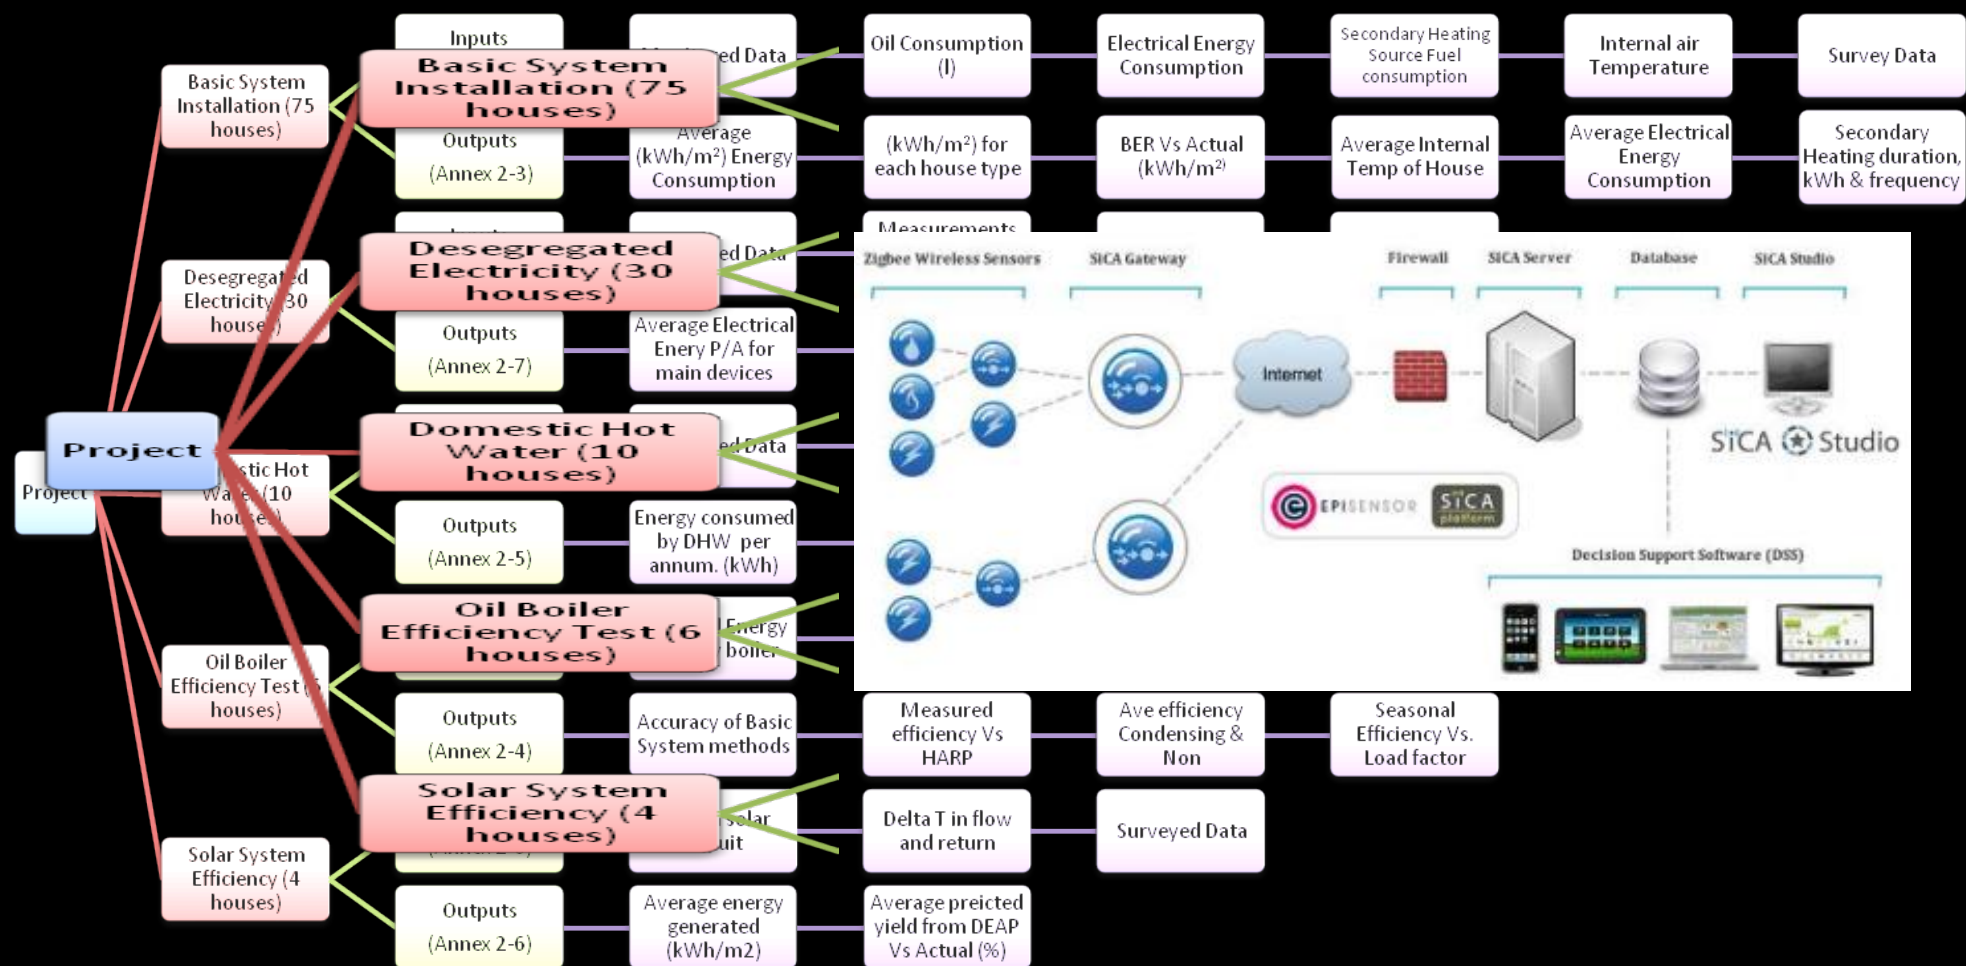 Inputs
Oil Consumption
(l)
Electrical Energy
Consumption
Secondary Heating
Source Fuel
consumption
Internal air
Temperature
Survey Data
Data
Basic System
Installation (75
houses)
Basic System
Installation (75
houses)
Outputs
(Annex 2-3)
Average
(kWh/m²) Energy
Consumption
(kWh/m²) for
each house type
BER Vs Actual
(kWh/m²)
Average Internal
Temp of House
Average Electrical
Energy
Consumption
Secondary
Heating duration,
kWh & frequency
Desegregated
Electricity (30
houses)
Desegregated
Electricity (30
houses)
Data
Measurements
Outputs
(Annex 2-7)
Average Electrical
Enery P/A for
main devices
Zigbee Wireless Sensors
SiCA Gateway
Firewall
SiCA Server
Database
SiCA Studio
Internet
SiCA Studio
EPISENSOR
SiCA
platform
Decision Support Software (DSS)
Project
Project
Domestic Hot
Water (10
houses)
Hot
Water (10
houses)
Data
Outputs
(Annex 2-5)
Energy consumed
by DHW per
annum. (kWh)
Oil Boiler
Efficiency Test (6
houses)
Oil Boiler
Efficiency Test (6
houses)
Energy
boiler
Outputs
(Annex 2-4)
Accuracy of Basic
System methods
Measured
efficiency Vs
HARP
Ave efficiency
Condensing &
Non
Seasonal
Efficiency Vs.
Load factor
Solar System
Efficiency (4
houses)
Solar System
Efficiency (4
houses)
solar
Delta T in flow
and return
Surveyed Data
Outputs
(Annex 2-6)
Average energy
generated
(kWh/m2)
Average preicted
yield from DEAP
Vs Actual (%)